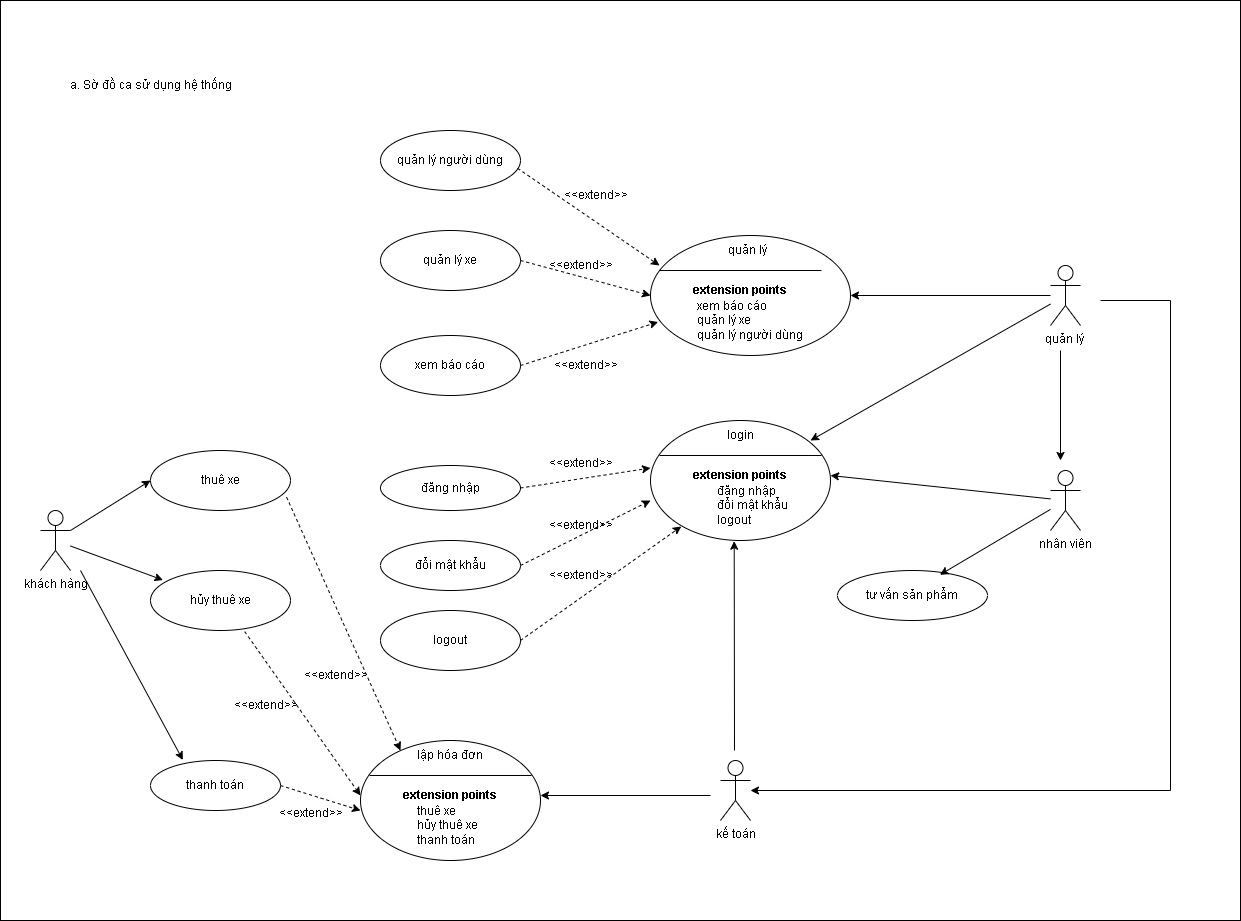 a. Sờ đồ ca sử dụng hệ thống
quản lý người dùng
<<extend>>
quản lý
quản lý xe
<<extend>>
extension points
xem báo cáo
quản lý xe
quản lý người dùng
quản lý
xem báo cáo
<<extend>>
login
<<extend>>
extension points
đăng nhập
đổi mật khẩu
logout
đăng nhập
thuê xe
<<extend>>
nhân viên
đổi mật khẩu
<<extend>>
khách hàng
hủy thuê xe
tư vấn sản phẩm
logout
<<extend>>
<<extend>>
lập hóa đơn
thanh toán
extension points
thuê xe
hủy thuê xe
thanh toán
<<extend>>
kế toán